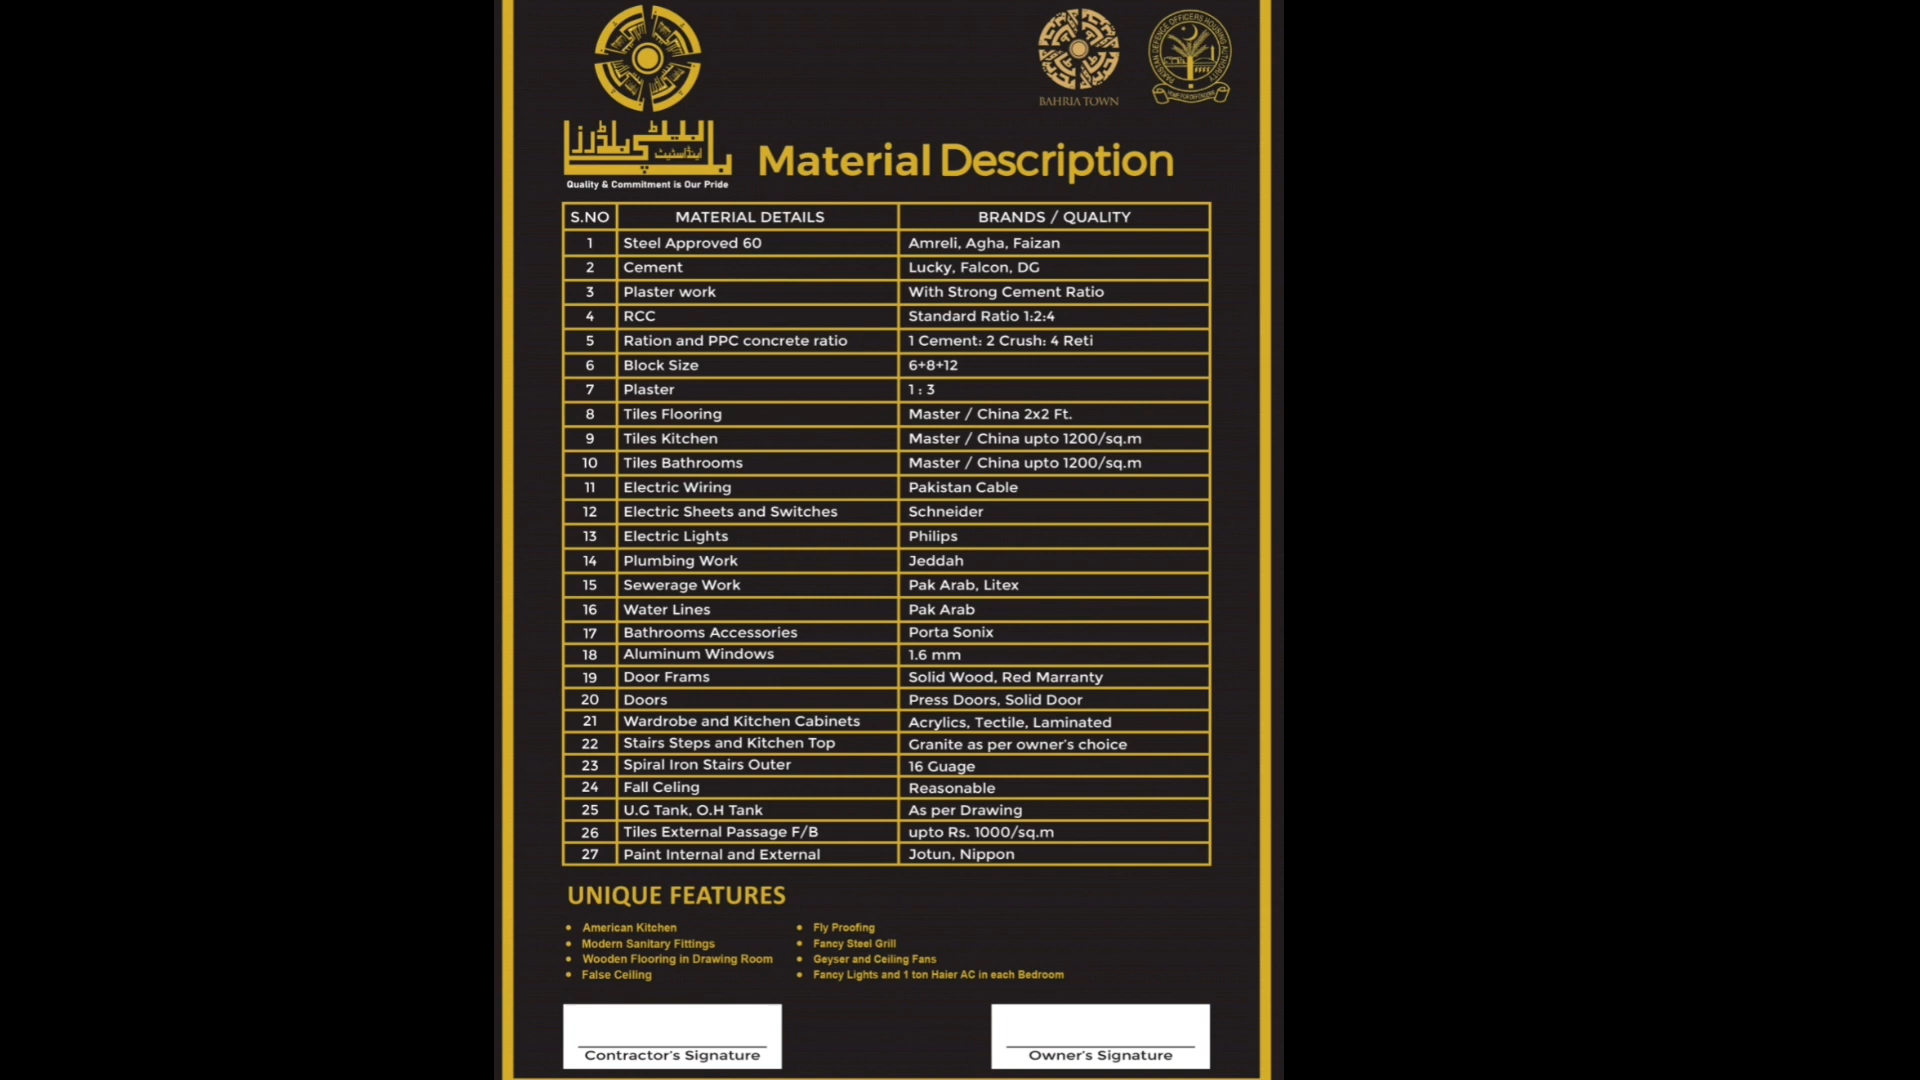 BAHRIA TOWN
PAKISTAN DEFENCE OFFICERS HOUSING AUTHORITY
بلیٹی بلڈرز
اینڈ اسٹیٹ
Quality & Commitment is Our Pride
Material Description
S.NO MATERIAL DETAILS BRANDS / QUALITY
1 Steel Approved 60 Amreli, Agha, Faizan
2 Cement Lucky, Falcon, DG
3 Plaster work With Strong Cement Ratio
4 RCC Standard Ratio 1:2:4
5 Ration and PPC concrete ratio 1 Cement: 2 Crush: 4 Reti
6 Block Size 6+8+12
7 Plaster 1 : 3
8 Tiles Flooring Master / China 2x2 Ft.
9 Tiles Kitchen Master / China upto 1200/sq.m
10 Tiles Bathrooms Master / China upto 1200/sq.m
11 Electric Wiring Pakistan Cable
12 Electric Sheets and Switches Schneider
13 Electric Lights Philips
14 Plumbing Work Jeddah
15 Sewerage Work Pak Arab, Litex
16 Water Lines Pak Arab
17 Bathrooms Accessories Porta Sonix
18 Aluminum Windows 1.6 mm
19 Door Frams Solid Wood, Red Marranty
20 Doors Press Doors, Solid Door
21 Wardrobe and Kitchen Cabinets Acrylics, Tectile, Laminated
22 Stairs Steps and Kitchen Top Granite as per owner's choice
23 Spiral Iron Stairs Outer 16 Guage
24 Fall Celing Reasonable
25 U.G Tank, O.H Tank As per Drawing
26 Tiles External Passage F/B upto Rs. 1000/sq.m
27 Paint Internal and External Jotun, Nippon
UNIQUE FEATURES
• American Kitchen
• Modern Sanitary Fittings
• Wooden Flooring in Drawing Room
• False Ceiling
• Fly Proofing
• Fancy Steel Grill
• Geyser and Ceiling Fans
• Fancy Lights and 1 ton Haier AC in each Bedroom
Contractor's Signature
Owner's Signature